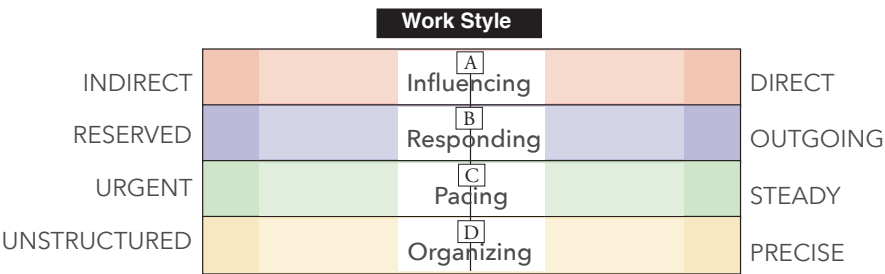 Work Style
A
INDIRECT Influencing DIRECT
B
RESERVED Responding OUTGOING
C
URGENT Pacing STEADY
D
UNSTRUCTURED Organizing PRECISE